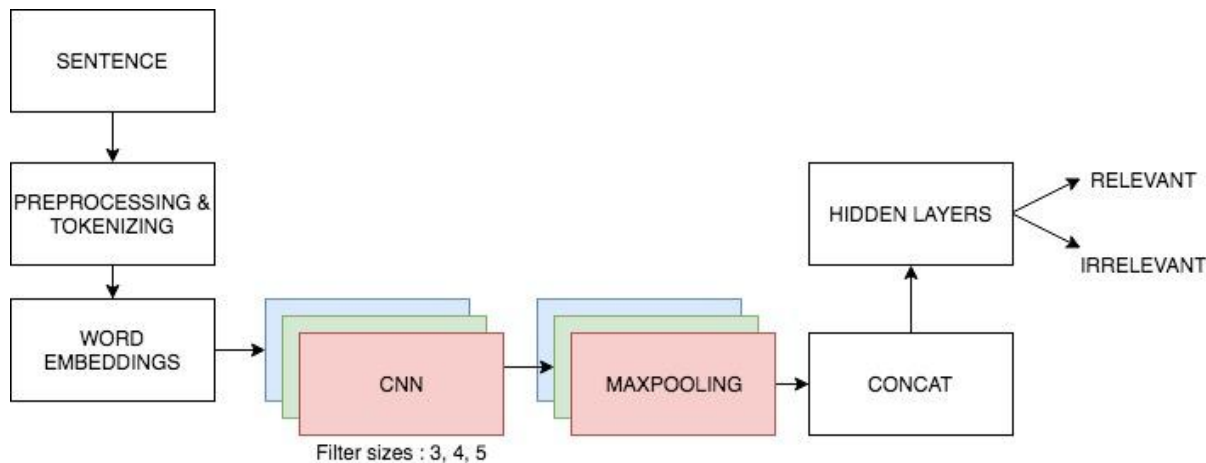 SENTENCE
PREPROCESSING &
TOKENIZING
WORD
EMBEDDINGS
CNN
Filter sizes : 3, 4, 5
MAXPOOLING
CONCAT
HIDDEN LAYERS
RELEVANT
IRRELEVANT